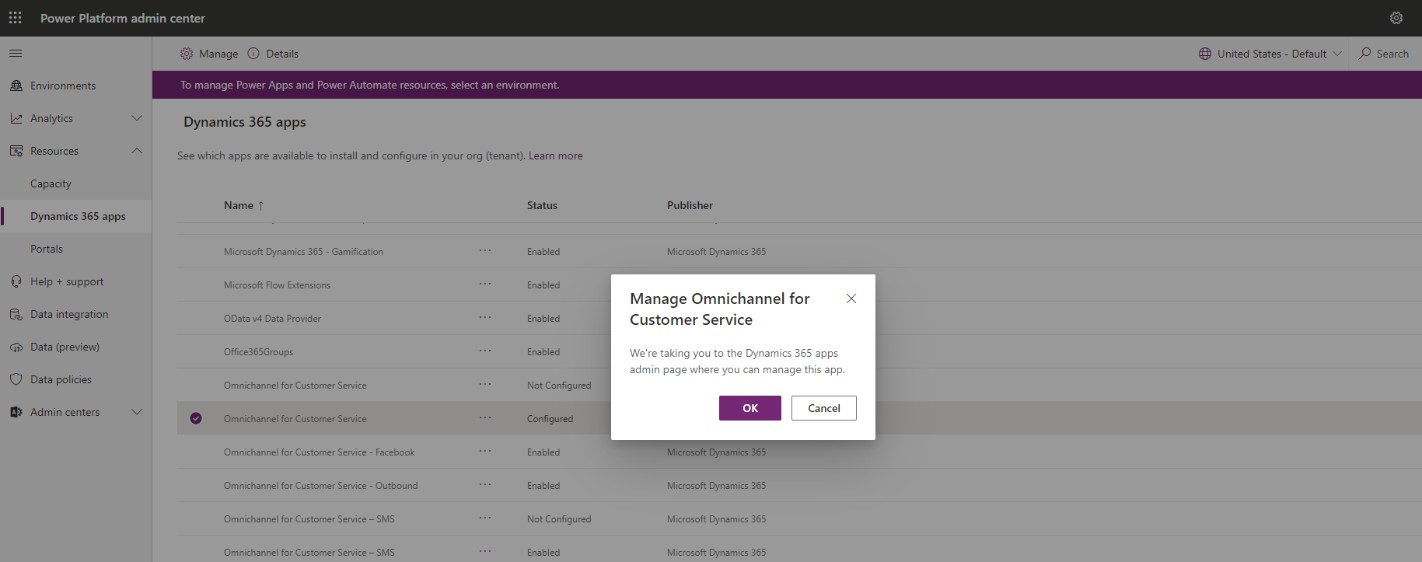 Power Platform admin center
Manage Details United States - Default Search
To manage Power Apps and Power Automate resources, select an environment.
Environments
Analytics
Resources
Capacity
Dynamics 365 apps
Portals
Help + support
Data integration
Data (preview)
Data policies
Admin centers
Dynamics 365 apps
See which apps are available to install and configure in your org (tenant). Learn more
Name ↑ Status Publisher
Microsoft Dynamics 365 - Gamification ··· Enabled Microsoft Dynamics 365
Microsoft Flow Extensions ··· Enabled
OData v4 Data Provider ··· Enabled
Office365Groups ··· Enabled
Omnichannel for Customer Service ··· Not Configured
Omnichannel for Customer Service ··· Configured
Omnichannel for Customer Service - Facebook ··· Enabled Microsoft Dynamics 365
Omnichannel for Customer Service - Outbound ··· Enabled Microsoft Dynamics 365
Omnichannel for Customer Service – SMS ··· Not Configured Microsoft Dynamics 365
Omnichannel for Customer Service – SMS ··· Enabled Microsoft Dynamics 365
Manage Omnichannel for
Customer Service
We're taking you to the Dynamics 365 apps
admin page where you can manage this app.
OK Cancel